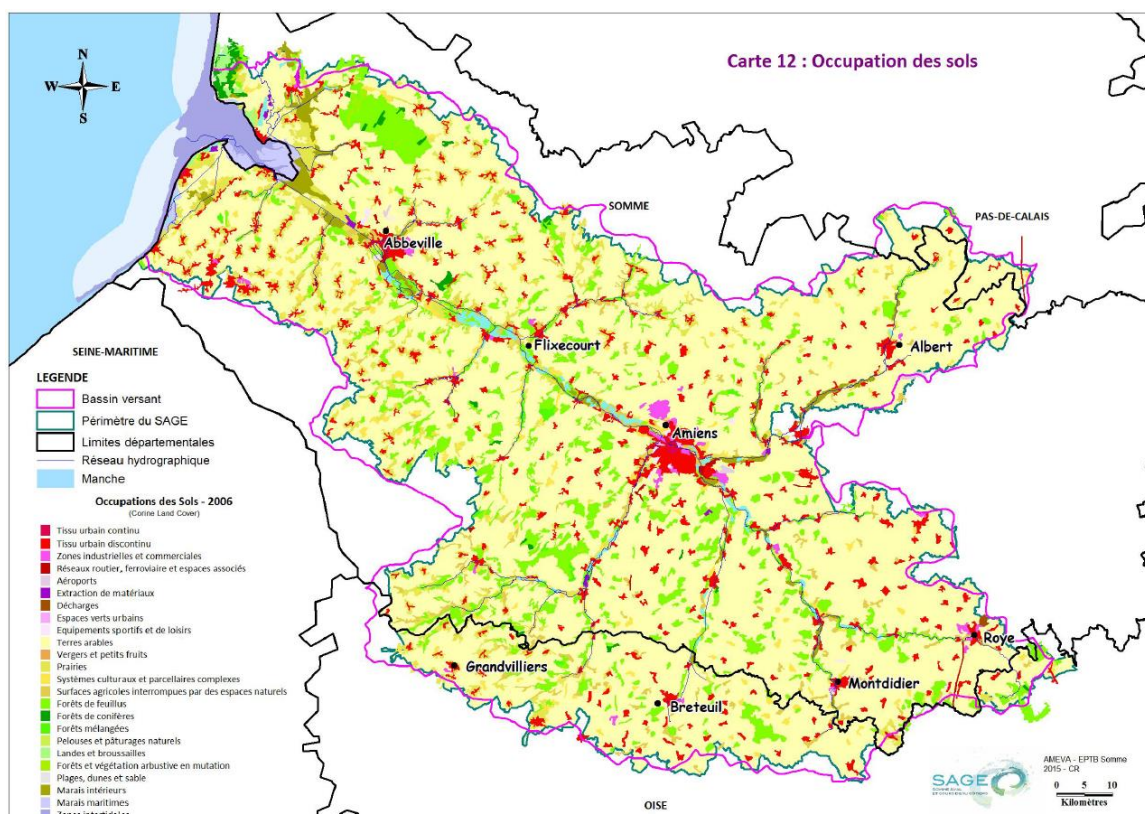 Carte 12 : Occupation des sols
N
W E
S
SOMME
PAS-DE-CALAIS
Abbeville
Flixecourt
Albert
Amiens
SEINE-MARITIME
Roye
Grandvilliers
Montdidier
Breteuil
OISE
LEGENDE
Bassin versant
Périmètre du SAGE
Limites départementales
Réseau hydrographique
Manche
Occupations des Sols - 2006
(Corine Land Cover)
Tissu urbain continu
Tissu urbain discontinu
Zones industrielles et commerciales
Réseaux routier, ferroviaire et espaces associés
Aéroports
Extraction de matériaux
Décharges
Espaces verts urbains
Equipements sportifs et de loisirs
Terres arables
Vergers et petits fruits
Prairies
Systèmes culturaux et parcellaires complexes
Surfaces agricoles interrompues par des espaces naturels
Forêts de feuillus
Forêts de conifères
Forêts mélangées
Pelouses et pâturages naturels
Landes et broussailles
Forêts et végétation arbustive en mutation
Plages, dunes et sable
Marais intérieurs
Marais maritimes
Zones intertidales
SAGE
AMEVA - EPTB Somme
2015 - CR
0 5 10
Kilomètres